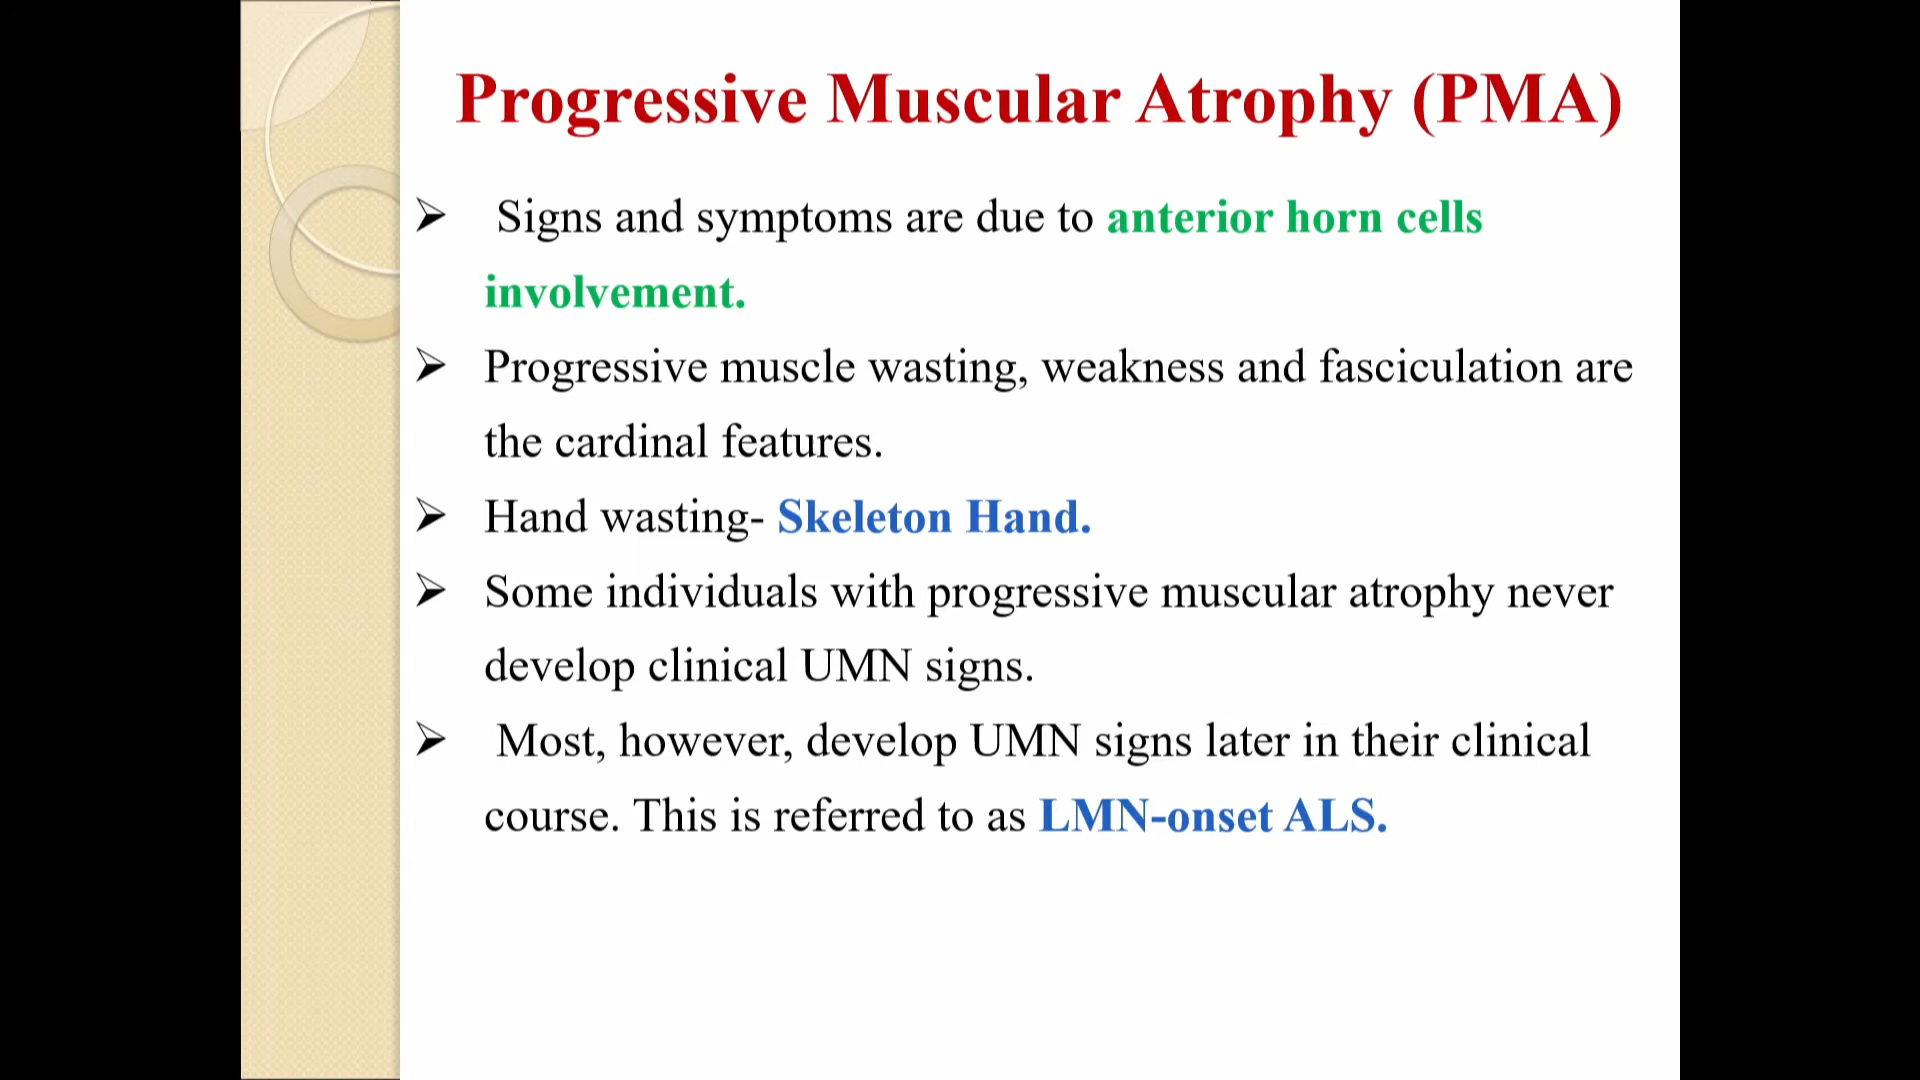 Progressive Muscular Atrophy (PMA)
➢ Signs and symptoms are due to anterior horn cells
involvement.
➢ Progressive muscle wasting, weakness and fasciculation are
the cardinal features.
➢ Hand wasting- Skeleton Hand.
➢ Some individuals with progressive muscular atrophy never
develop clinical UMN signs.
➢ Most, however, develop UMN signs later in their clinical
course. This is referred to as LMN-onset ALS.